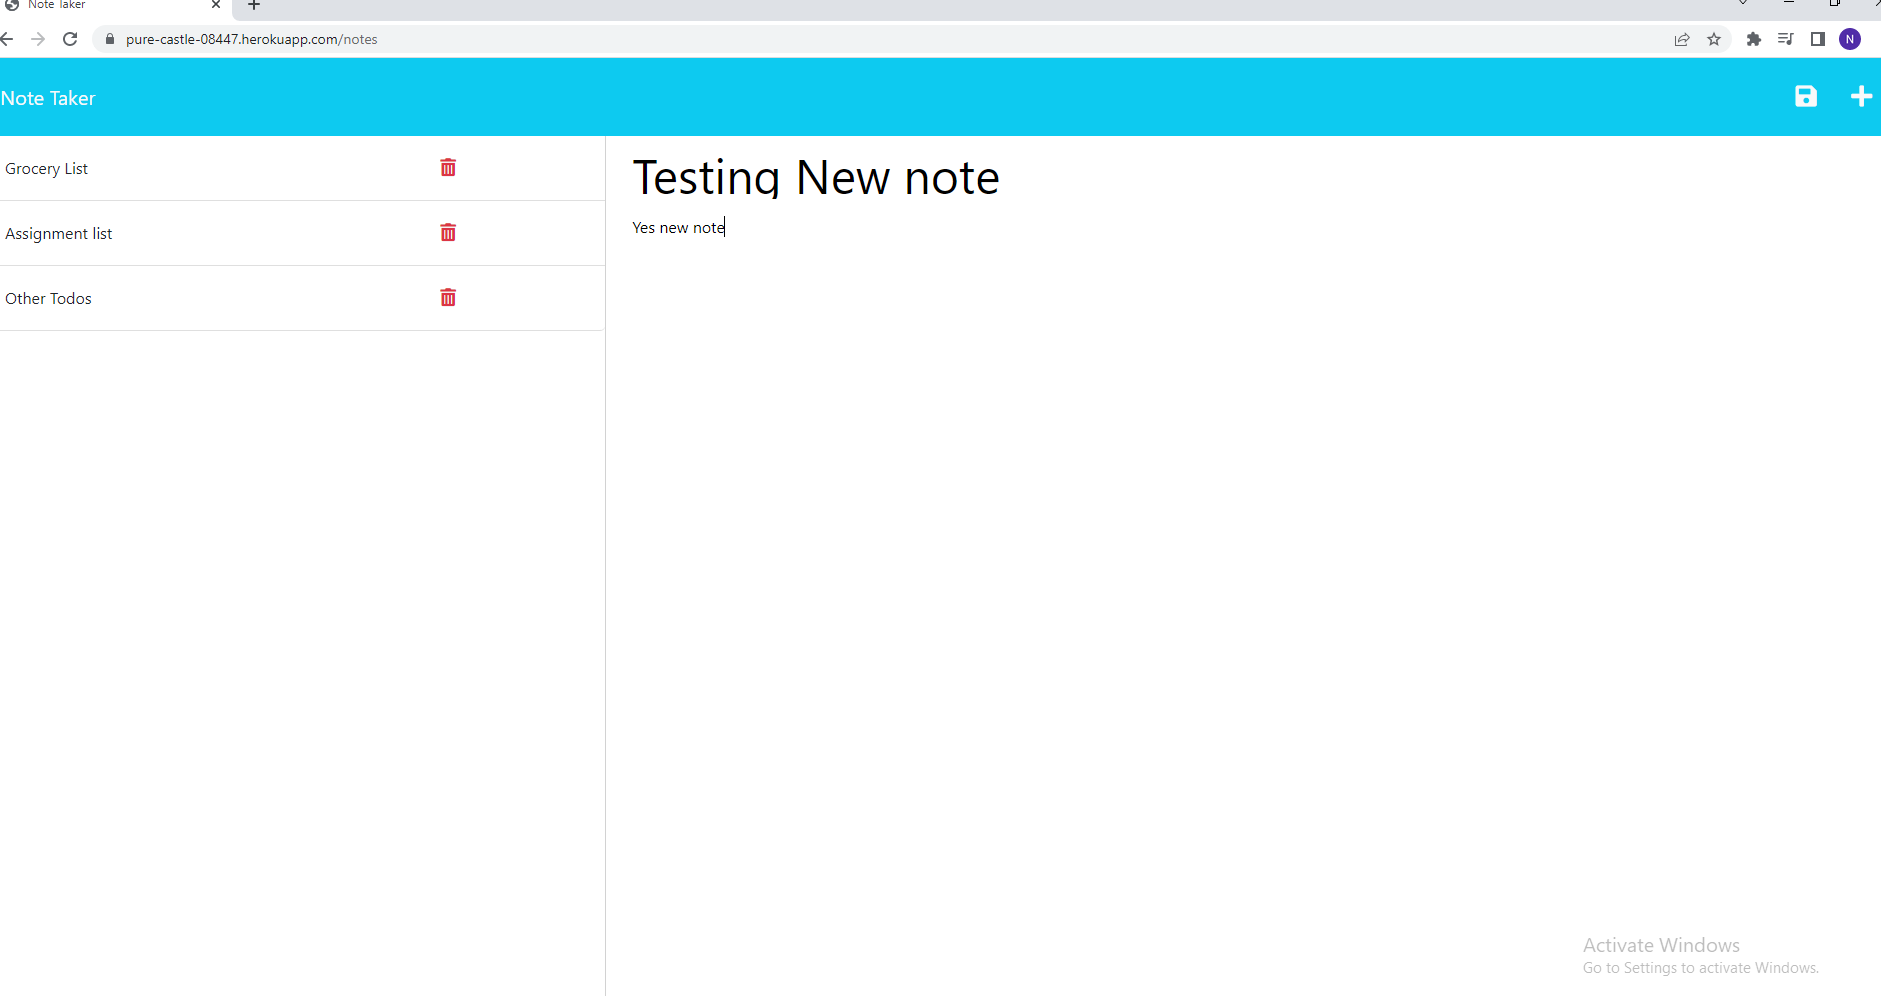 Note Taker
pure-castle-08447.herokuapp.com/notes
N
Note Taker
Grocery List
Assignment list
Other Todos
Testing New note
Yes new note
Activate Windows
Go to Settings to activate Windows.